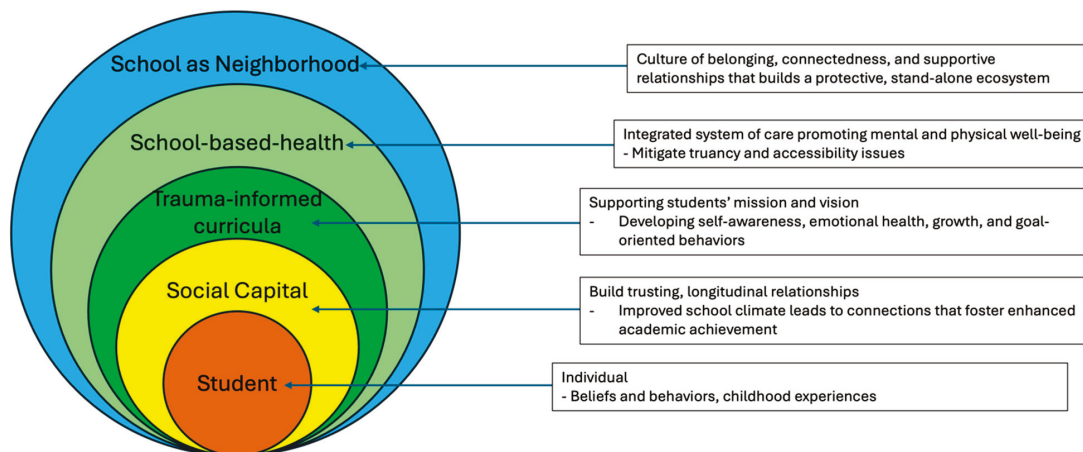 School as Neighborhood
Culture of belonging, connectedness, and supportive
relationships that builds a protective, stand-alone ecosystem
School-based-health
Integrated system of care promoting mental and physical well-being
- Mitigate truancy and accessibility issues
Trauma-informed
curricula
Supporting students’ mission and vision
- Developing self-awareness, emotional health, growth, and goal-
oriented behaviors
Social Capital
Build trusting, longitudinal relationships
- Improved school climate leads to connections that foster enhanced
academic achievement
Student
Individual
- Beliefs and behaviors, childhood experiences